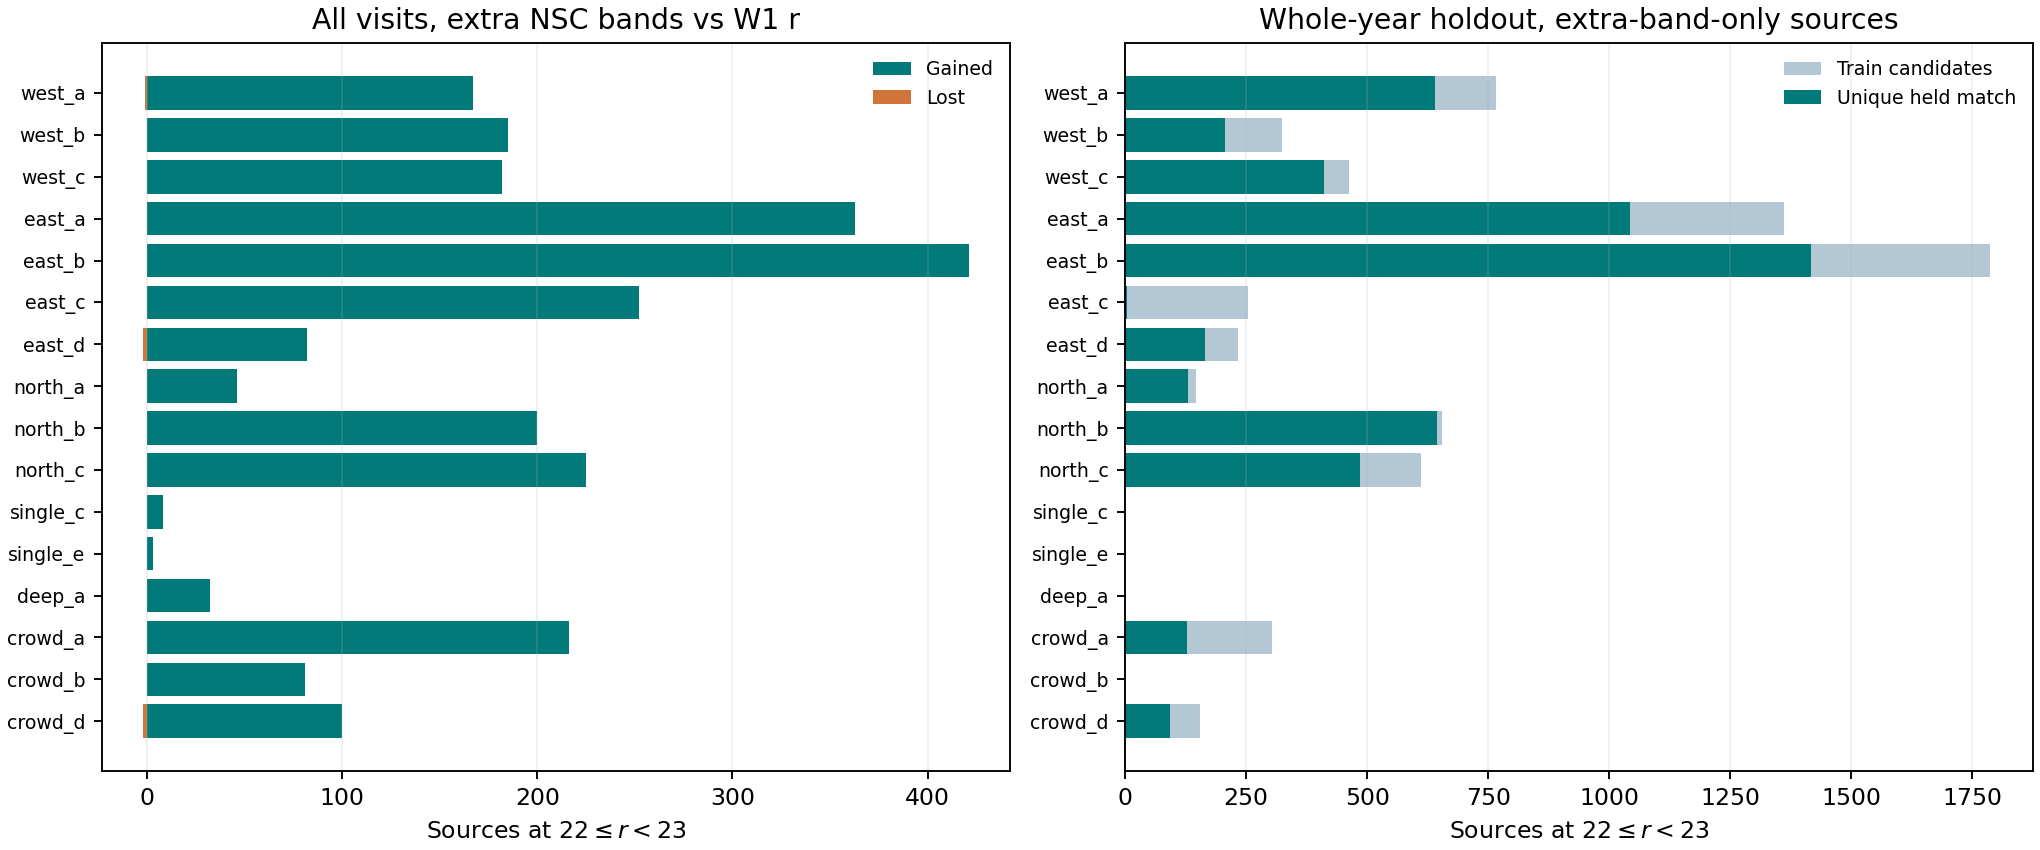 All visits, extra NSC bands vs W1 r
Gained
Lost
west_a
west_b
west_c
east_a
east_b
east_c
east_d
north_a
north_b
north_c
single_c
single_e
deep_a
crowd_a
crowd_b
crowd_d
0 100 200 300 400
Sources at 22 ≤ r < 23
Whole-year holdout, extra-band-only sources
Train candidates
Unique held match
west_a
west_b
west_c
east_a
east_b
east_c
east_d
north_a
north_b
north_c
single_c
single_e
deep_a
crowd_a
crowd_b
crowd_d
0 250 500 750 1000 1250 1500 1750
Sources at 22 ≤ r < 23